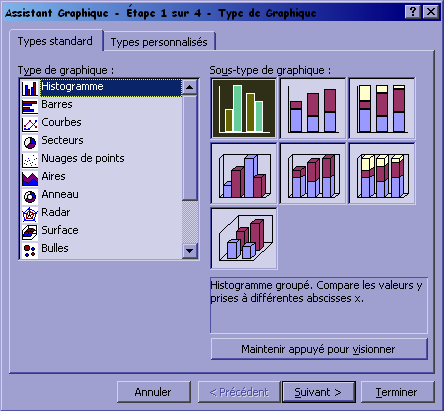 Assistant Graphique - Étape 1 sur 4 - Type de Graphique
Types standard
Types personnalisés
Type de graphique :
Histogramme
Barres
Courbes
Secteurs
Nuages de points
Aires
Anneau
Radar
Surface
Bulles
Sous-type de graphique :
Histogramme groupé. Compare les valeurs y
prises à différentes abscisses x.
Maintenir appuyé pour visionner
Annuler
< Précédent
Suivant >
Terminer